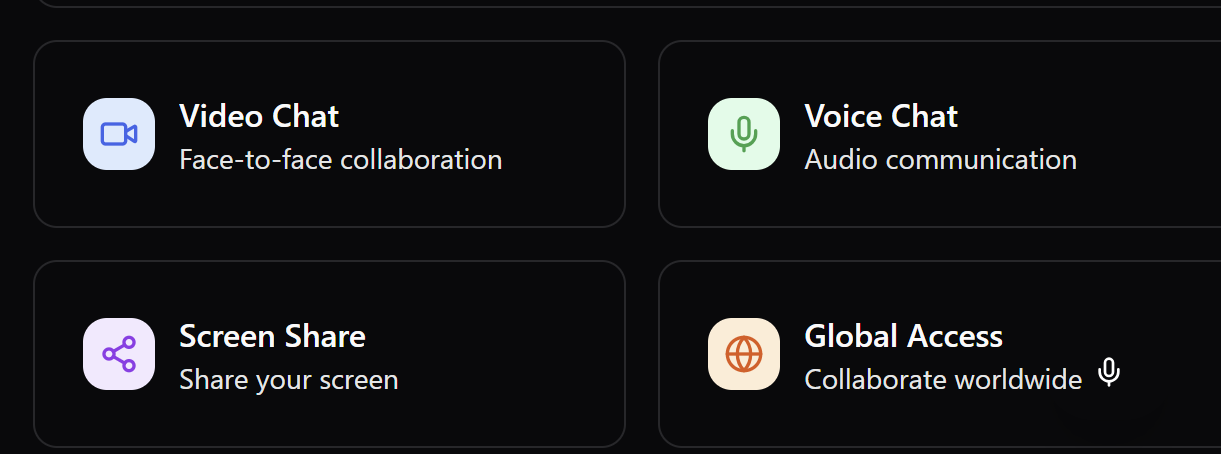 Video Chat
Face-to-face collaboration
Voice Chat
Audio communication
Screen Share
Share your screen
Global Access
Collaborate worldwide